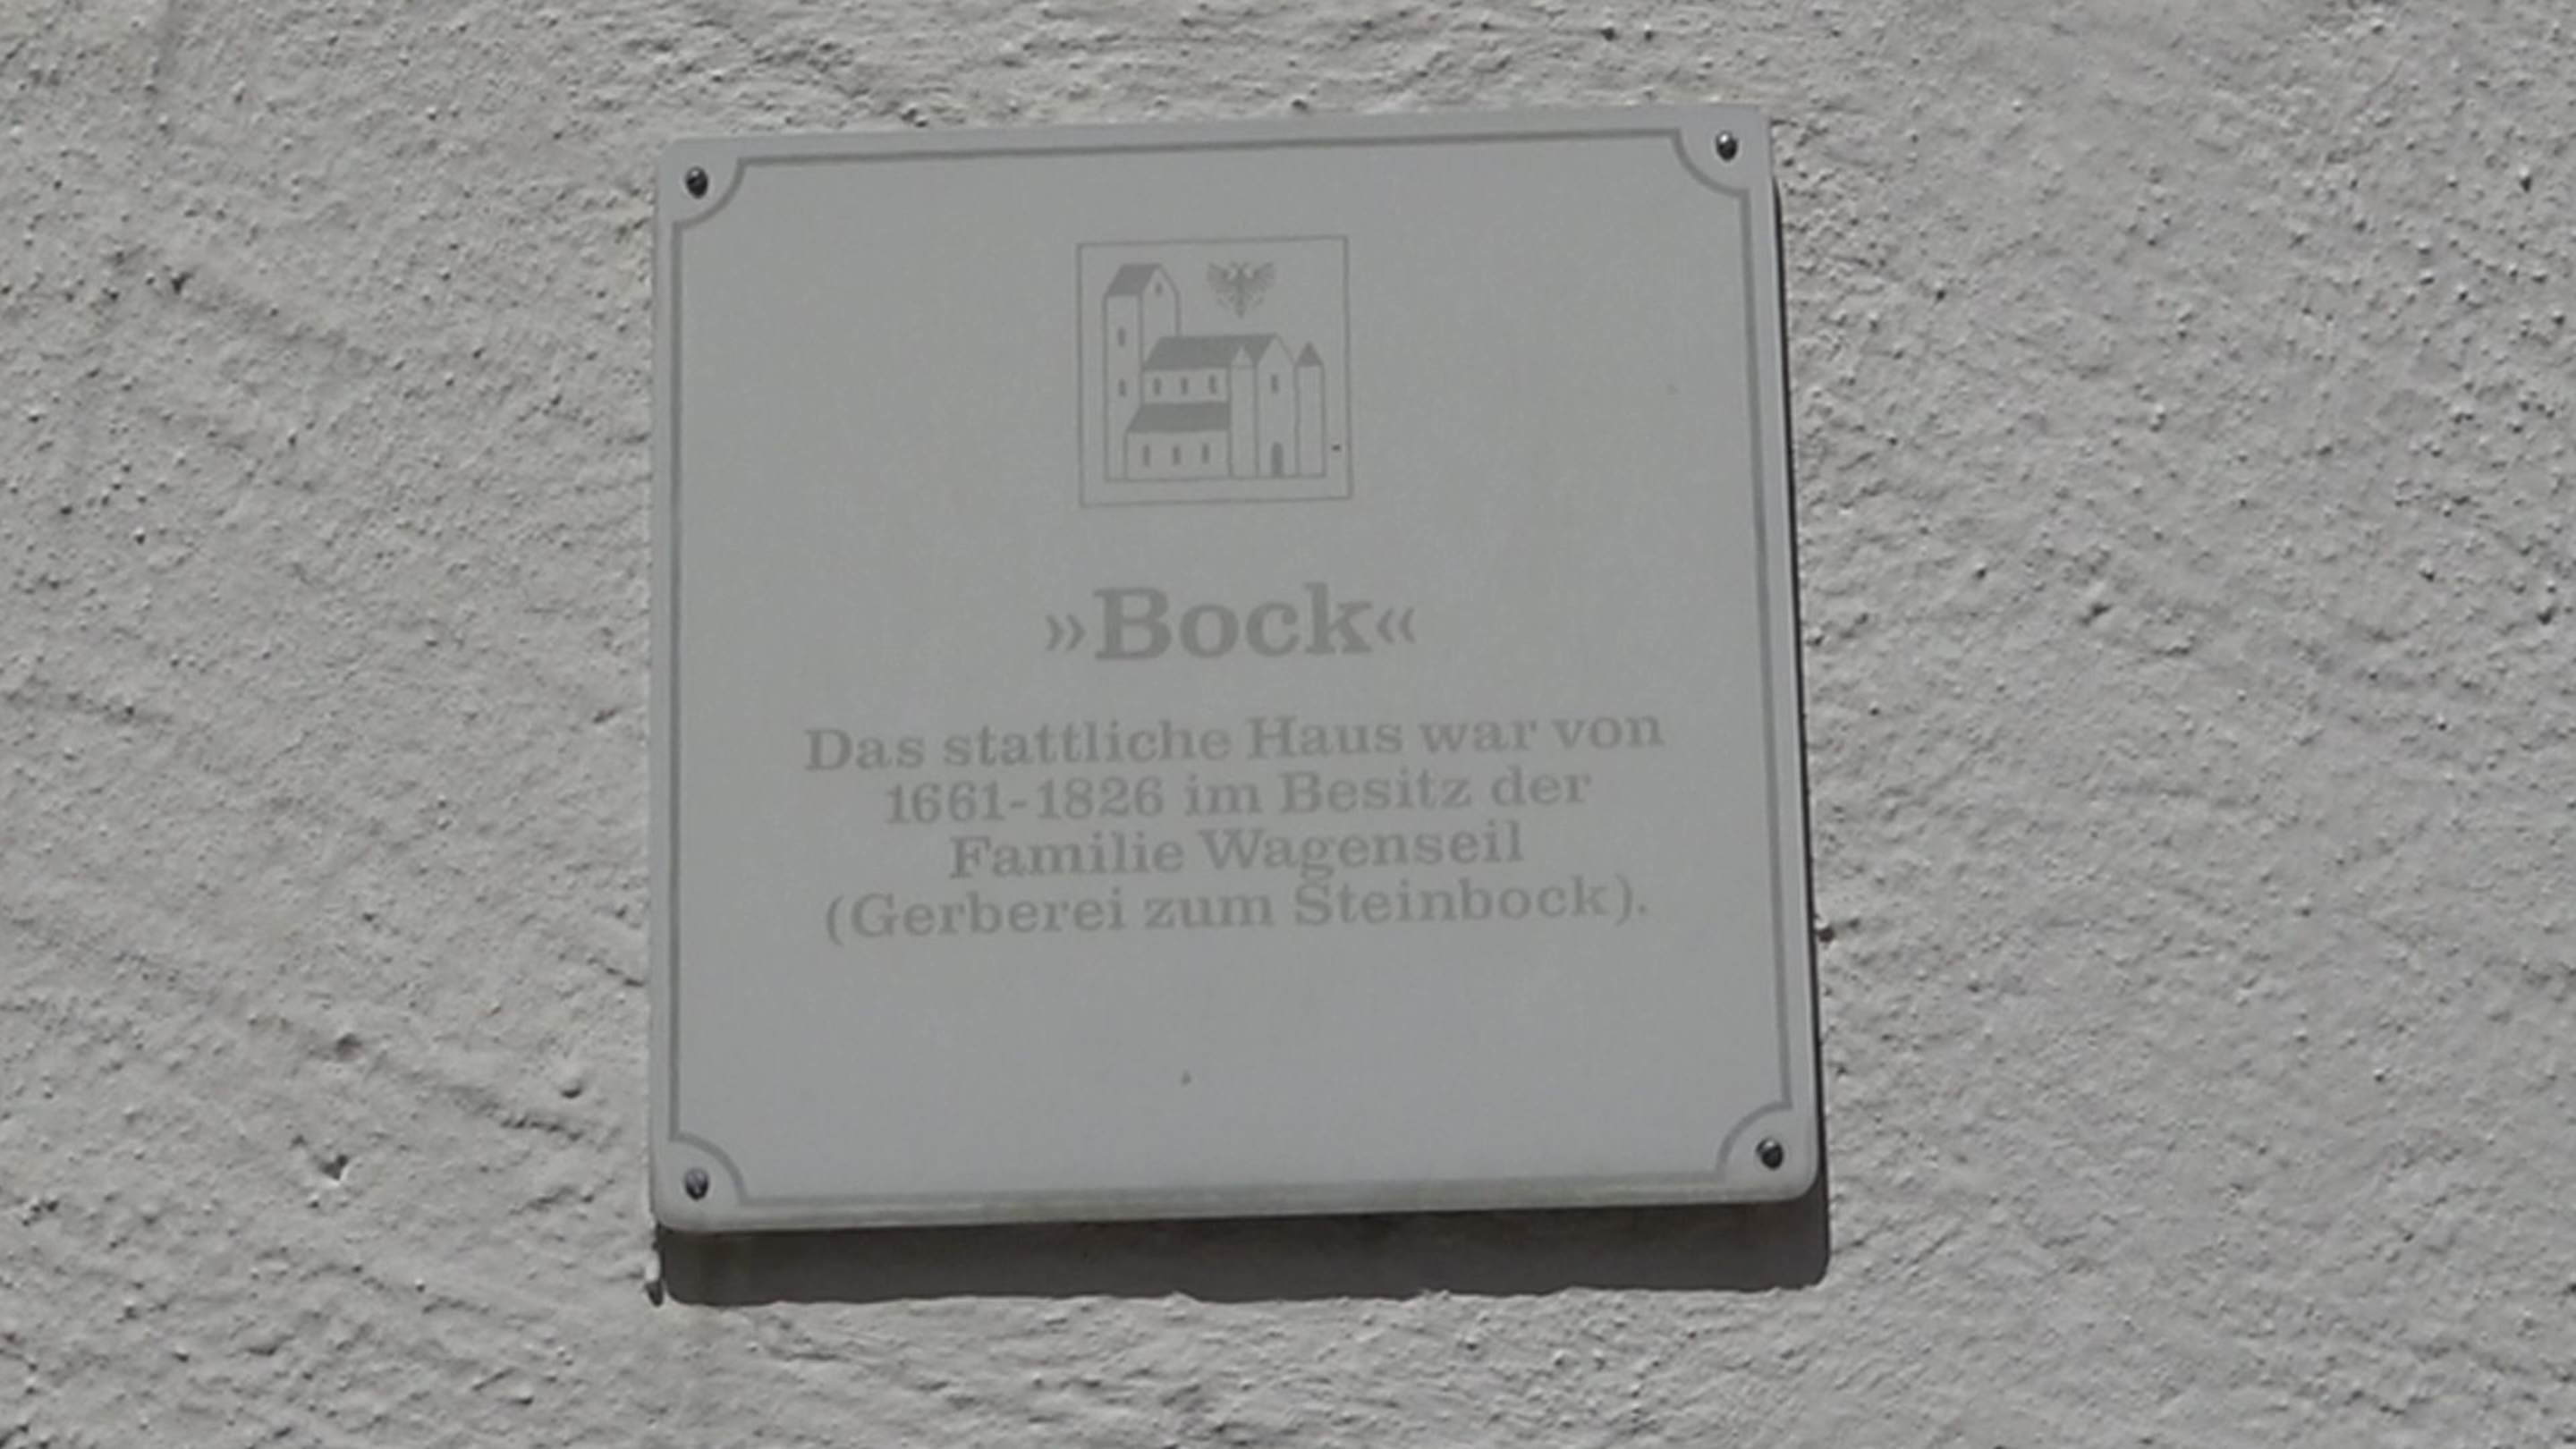 »Bock«
Das stattliche Haus war von
1661-1826 im Besitz der
Familie Wagenseil
(Gerberei zum Steinbock).